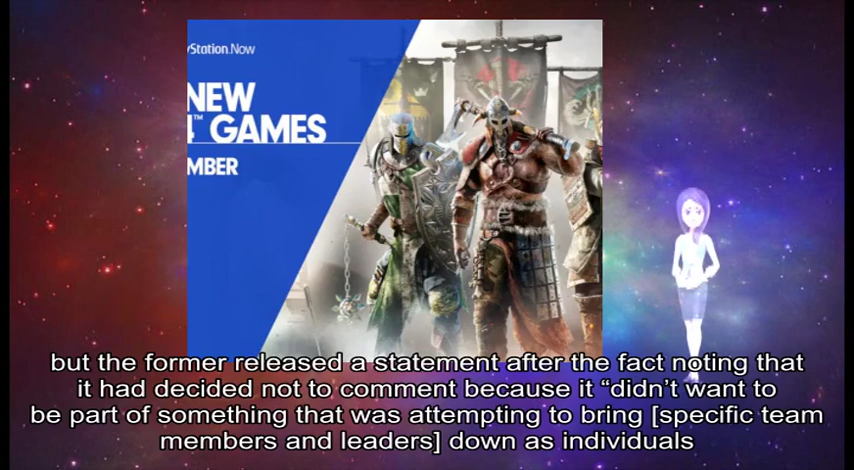 yStation.Now
NEW
4™ GAMES
MBER
but the former released a statement after the fact noting that
it had decided not to comment because it “didn’t want to
be part of something that was attempting to bring [specific team
members and leaders] down as individuals